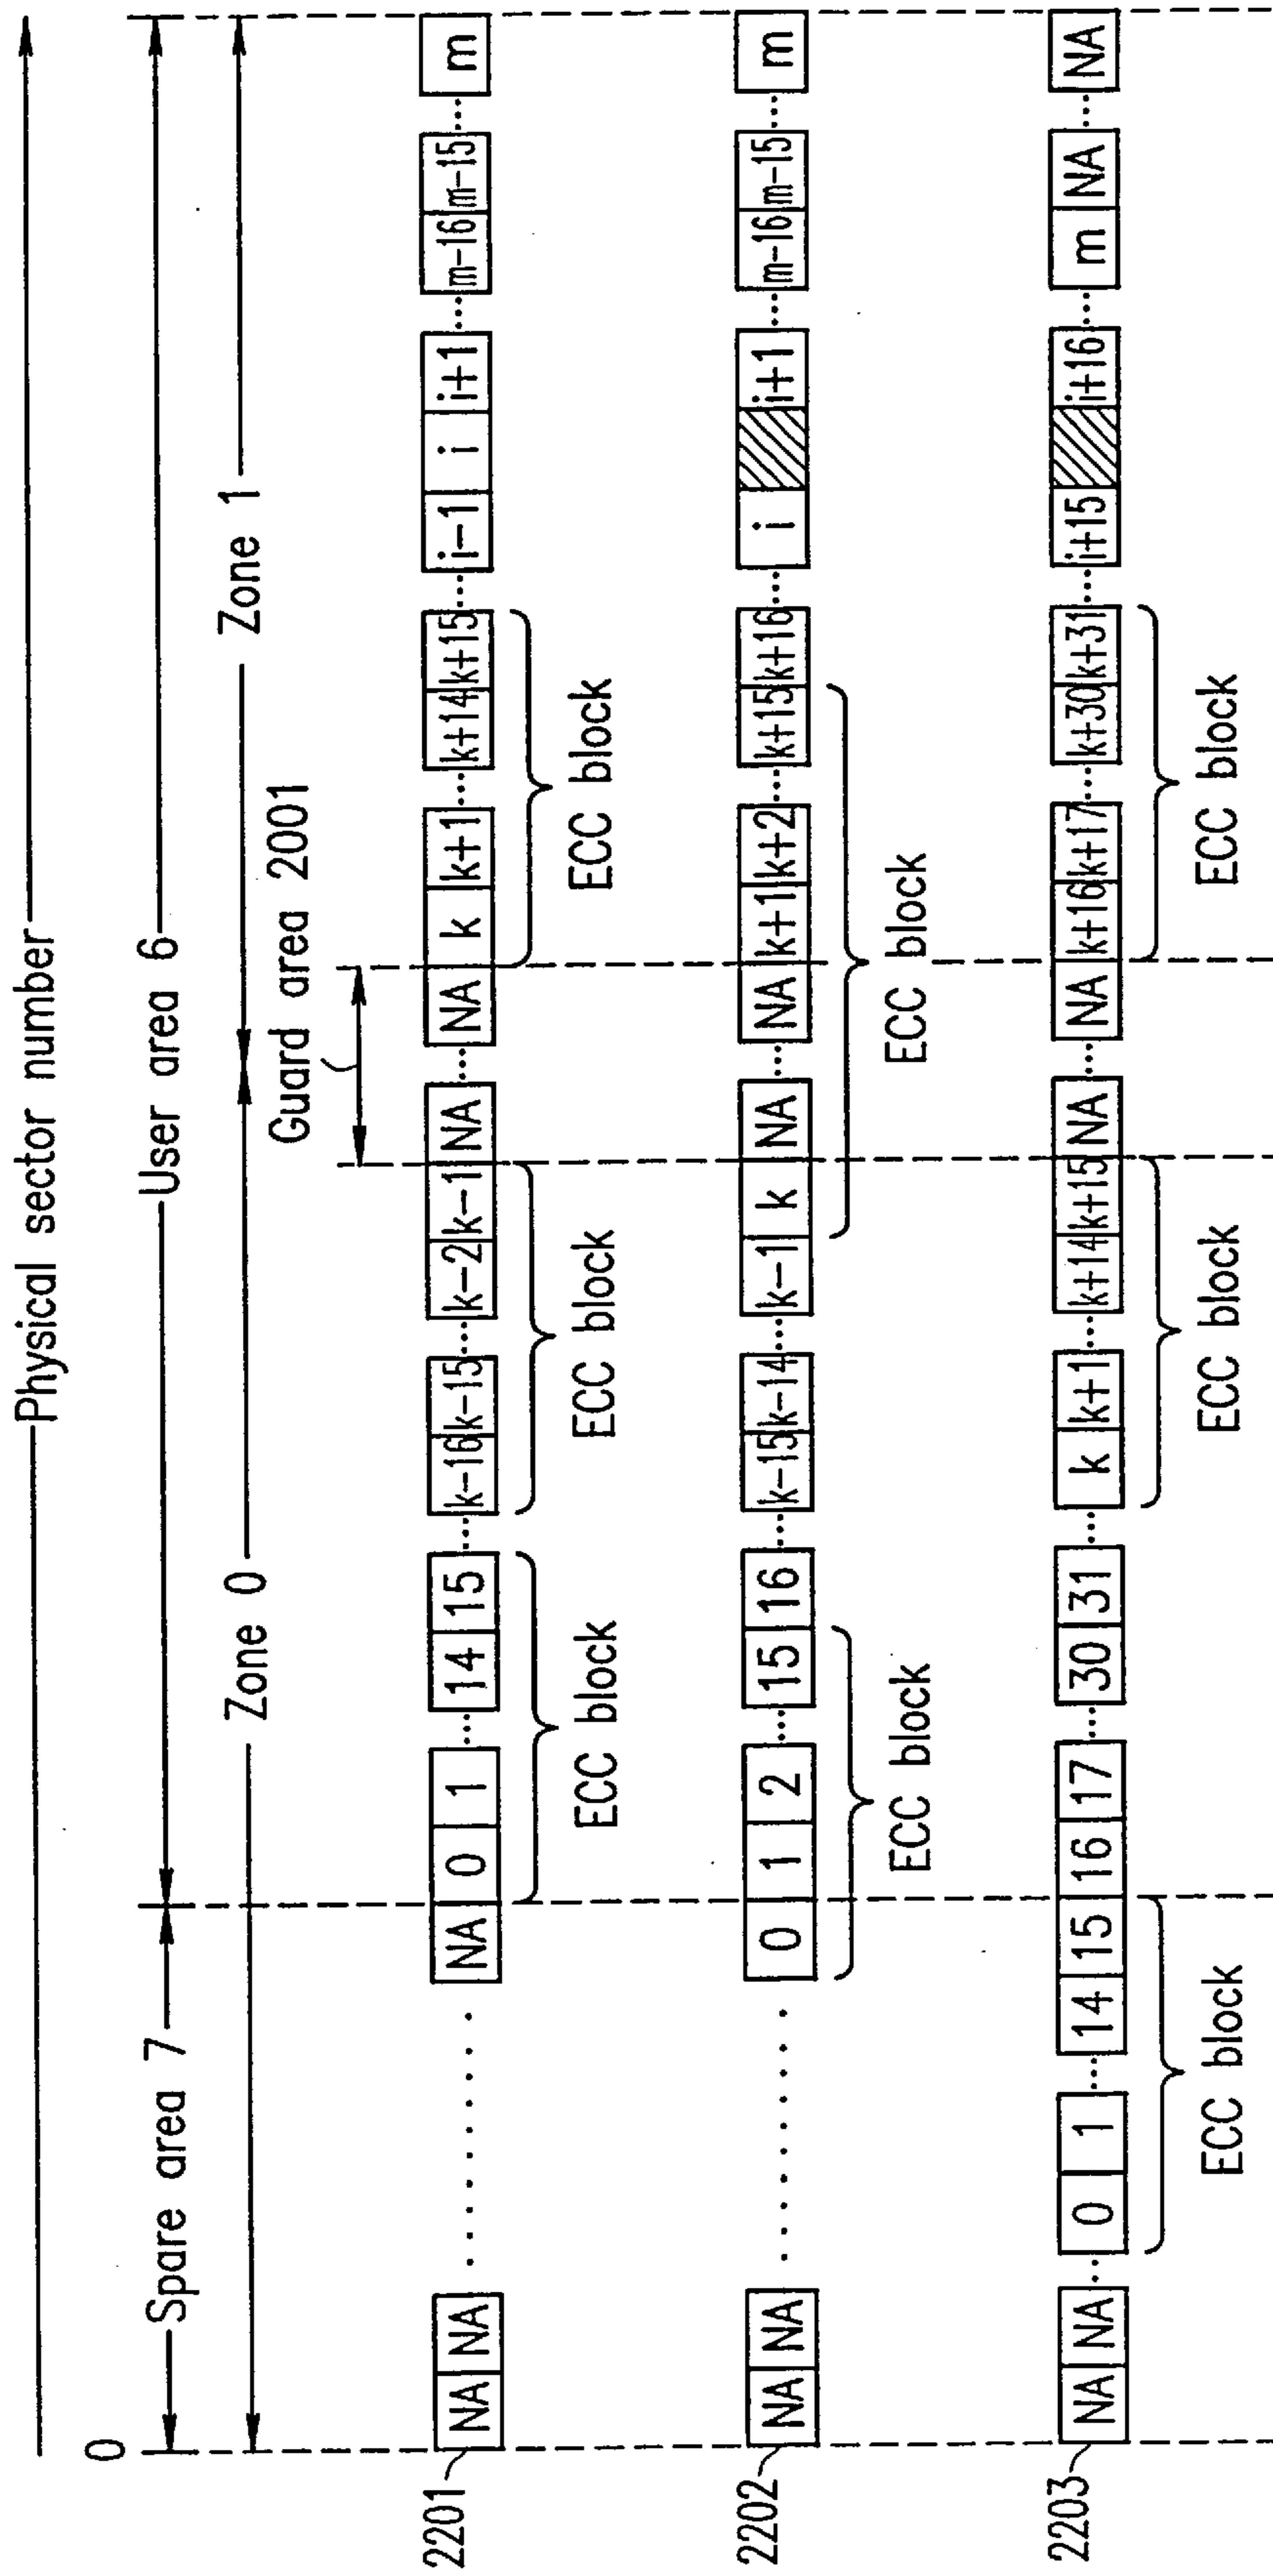 Physical sector number
0
Spare area 7 User area 6
Zone 0 Zone 1
Guard area 2001
2201 NA NA ........ NA 0 1 ... 14 15 ... k-16 k-15 ... k-2 k-1 NA ... NA k k+1 ... k+14 k+15 ... i-1 i i+1 ... m-16 m-15 ... m
ECC block ECC block ECC block
2202 NA NA ........ 0 1 2 ... 15 16 ... k-15 k-14 ... k-1 k NA ... NA k+1 k+2 ... k+15 k+16 ... i i+1 ... m-16 m-15 ... m
ECC block ECC block
2203 NA NA ... 0 1 ... 14 15 16 17 ... 30 31 ... k k+1 ... k+14 k+15 NA ... NA k+16 k+17 ... k+30 k+31 ... i+15 i+16 ... m NA ... NA
ECC block ECC block ECC block